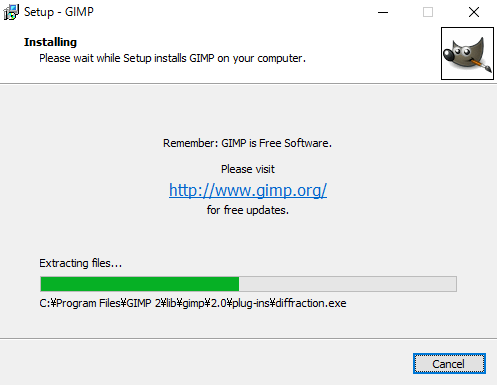 Setup - GIMP
Installing
Please wait while Setup installs GIMP on your computer.
Remember: GIMP is Free Software.
Please visit
http://www.gimp.org/
for free updates.
Extracting files...
C:¥Program Files¥GIMP 2¥lib¥gimp¥2.0¥plug-ins¥diffraction.exe
Cancel